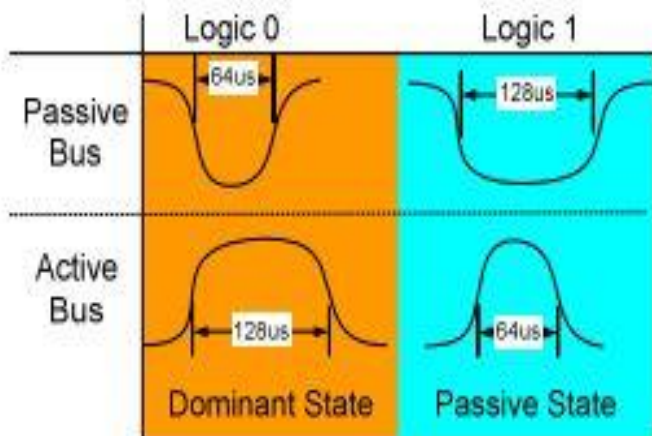 Logic 0
Logic 1
Passive
Bus
64us
128us
Active
Bus
128us
64us
Dominant State
Passive State